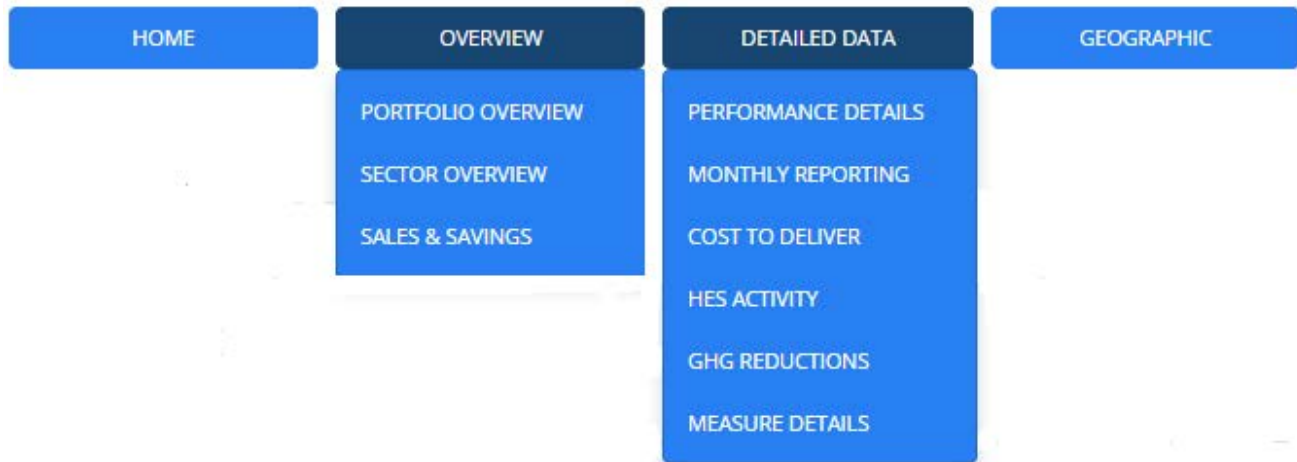 HOME
OVERVIEW
DETAILED DATA
GEOGRAPHIC
PORTFOLIO OVERVIEW
SECTOR OVERVIEW
SALES & SAVINGS
PERFORMANCE DETAILS
MONTHLY REPORTING
COST TO DELIVER
HES ACTIVITY
GHG REDUCTIONS
MEASURE DETAILS